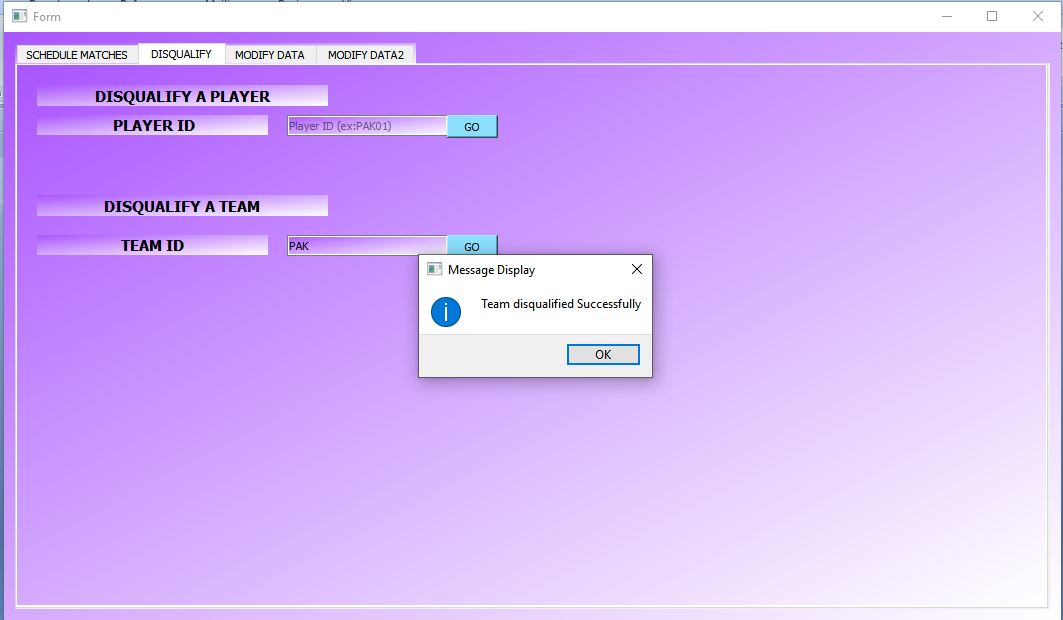 Form
SCHEDULE MATCHES DISQUALIFY MODIFY DATA MODIFY DATA2
DISQUALIFY A PLAYER
PLAYER ID Player ID (ex:PAK01) GO
DISQUALIFY A TEAM
TEAM ID PAK GO
Message Display
Team disqualified Successfully
OK